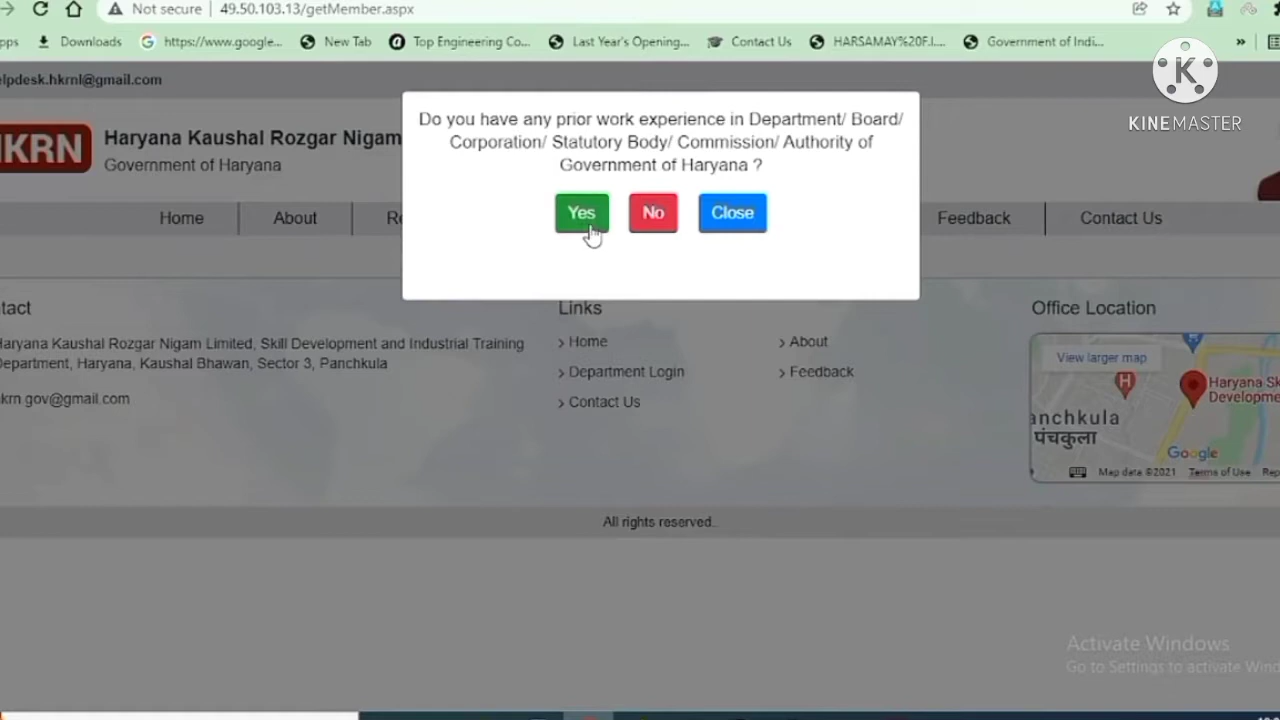 Not secure
49.50.103.13/getMember.aspx
Downloads
https://www.google...
New Tab
Top Engineering Co...
Last Year's Opening...
Contact Us
HARSAMAY%20F.I....
Government of Indi...
»
K
KINEMASTER
lpdesk.hkrnl@gmail.com
Do you have any prior work experience in Department/ Board/
Corporation/ Statutory Body/ Commission/ Authority of
Government of Haryana ?
Yes
No
Close
HKRN
Haryana Kaushal Rozgar Nigam
Government of Haryana
Home
About
Feedback
Contact Us
Links
Home
About
Department Login
Feedback
Contact Us
Haryana Kaushal Rozgar Nigam Limited, Skill Development and Industrial Training
Department, Haryana, Kaushal Bhawan, Sector 3, Panchkula
hkrn.gov@gmail.com
Office Location
View larger map
H
Haryana Sk
Developme
anchkula
पंचकुला
Google
Map data ©2021
Terms of Use
Rep
All rights reserved.
Activate Windows
Go to Settings to activate Wind